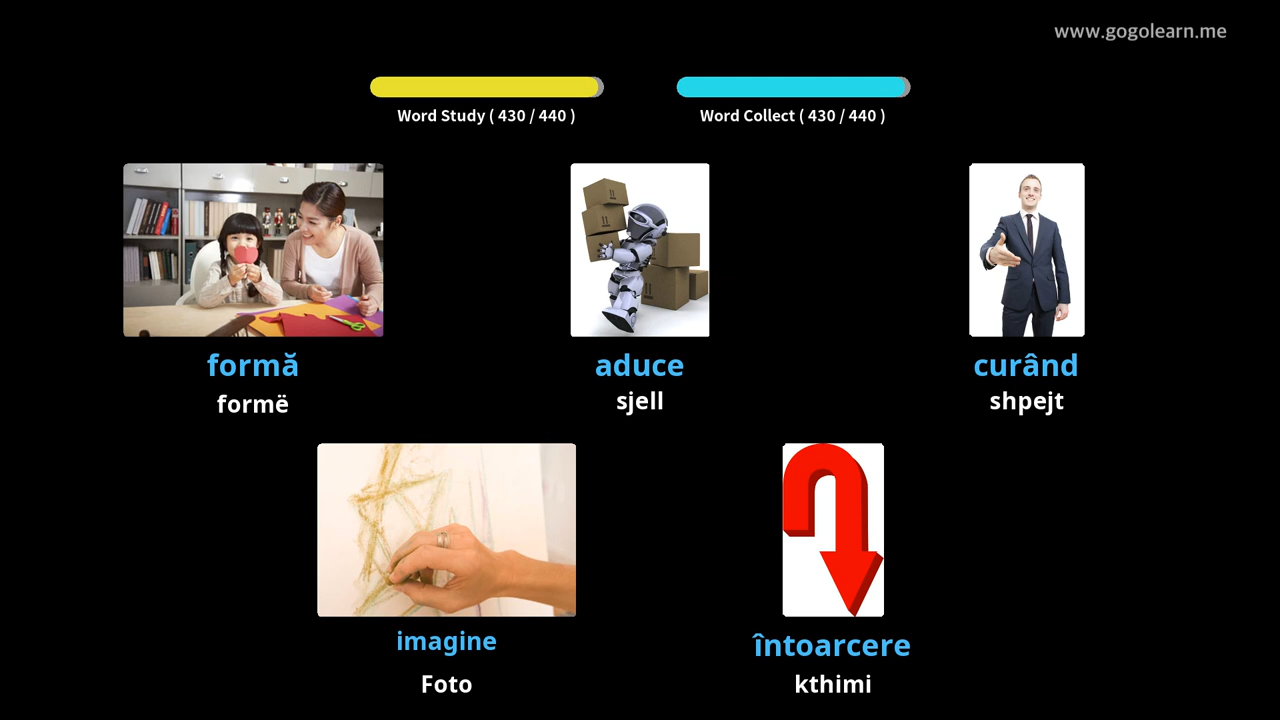 www.gogolearn.me
Word Study ( 430 / 440 )
Word Collect ( 430 / 440 )
formă
aduce
curând
formë
sjell
shpejt
imagine
întoarcere
Foto
kthimi